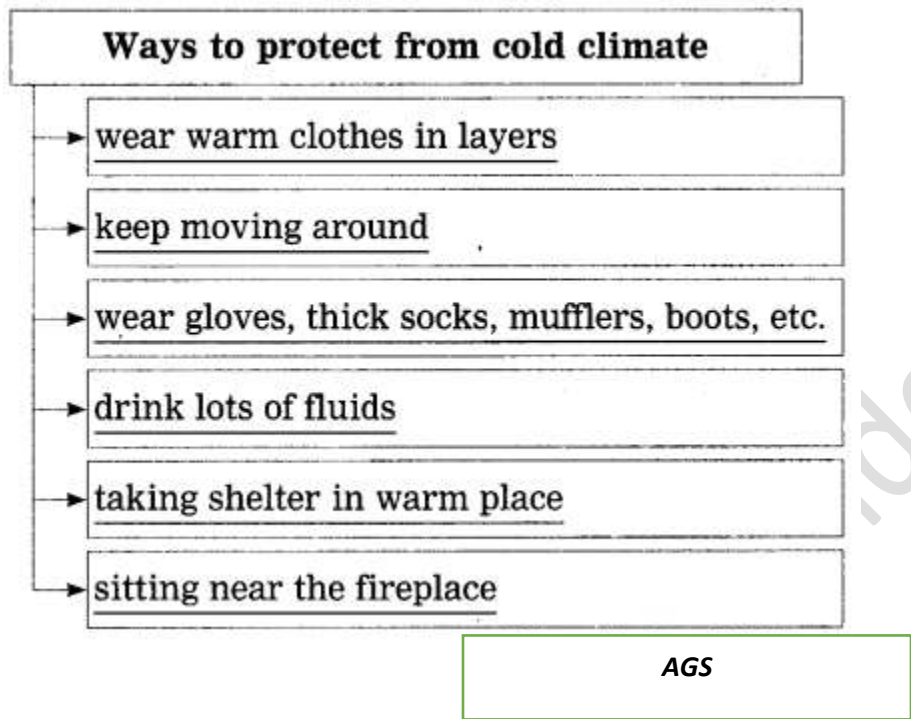 Ways to protect from cold climate
wear warm clothes in layers
keep moving around
wear gloves, thick socks, mufflers, boots, etc.
drink lots of fluids
taking shelter in warm place
sitting near the fireplace
AGS